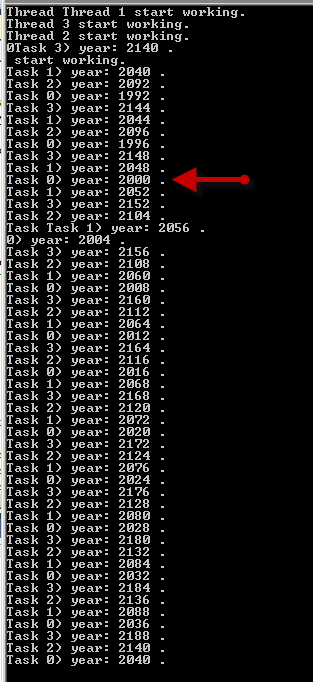 Thread Thread 1 start working.
Thread 3 start working.
Thread 2 start working.
0Task 3) year: 2140 .
 start working.
Task 1) year: 2040 .
Task 2) year: 2092 .
Task 0) year: 1992 .
Task 3) year: 2144 .
Task 1) year: 2044 .
Task 2) year: 2096 .
Task 0) year: 1996 .
Task 3) year: 2148 .
Task 1) year: 2048 .
Task 0) year: 2000 .
Task 1) year: 2052 .
Task 3) year: 2152 .
Task 2) year: 2104 .
Task Task 1) year: 2056 .
0) year: 2004 .
Task 3) year: 2156 .
Task 2) year: 2108 .
Task 1) year: 2060 .
Task 0) year: 2008 .
Task 3) year: 2160 .
Task 2) year: 2112 .
Task 1) year: 2064 .
Task 0) year: 2012 .
Task 3) year: 2164 .
Task 2) year: 2116 .
Task 0) year: 2016 .
Task 1) year: 2068 .
Task 3) year: 2168 .
Task 2) year: 2120 .
Task 1) year: 2072 .
Task 0) year: 2020 .
Task 3) year: 2172 .
Task 2) year: 2124 .
Task 1) year: 2076 .
Task 0) year: 2024 .
Task 3) year: 2176 .
Task 2) year: 2128 .
Task 1) year: 2080 .
Task 0) year: 2028 .
Task 3) year: 2180 .
Task 2) year: 2132 .
Task 1) year: 2084 .
Task 0) year: 2032 .
Task 3) year: 2184 .
Task 2) year: 2136 .
Task 1) year: 2088 .
Task 0) year: 2036 .
Task 3) year: 2188 .
Task 2) year: 2140 .
Task 0) year: 2040 .